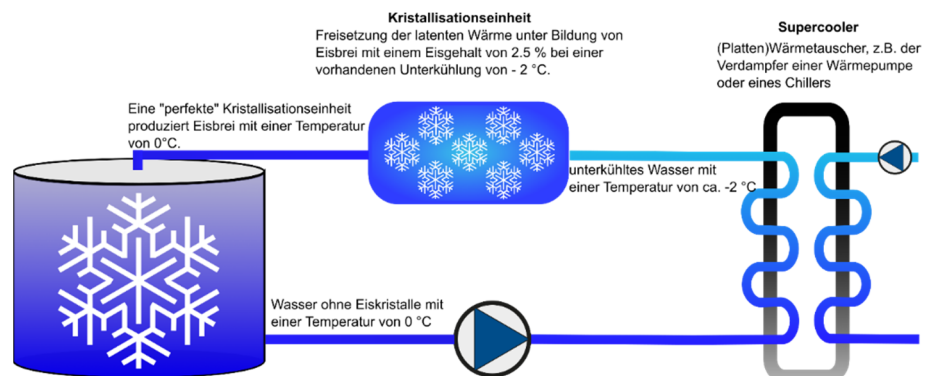 Kristallisationseinheit
Freisetzung der latenten Wärme unter Bildung von
Eisbrei mit einem Eisgehalt von 2.5 % bei einer
vorhandenen Unterkühlung von - 2 °C.
Supercooler
(Platten)Wärmetauscher, z.B. der
Verdampfer einer Wärmepumpe
oder eines Chillers
Eine "perfekte" Kristallisationseinheit
produziert Eisbrei mit einer Temperatur
von 0°C.
unterkühltes Wasser mit
einer Temperatur von ca. -2 °C
Wasser ohne Eiskristalle mit
einer Temperatur von 0 °C